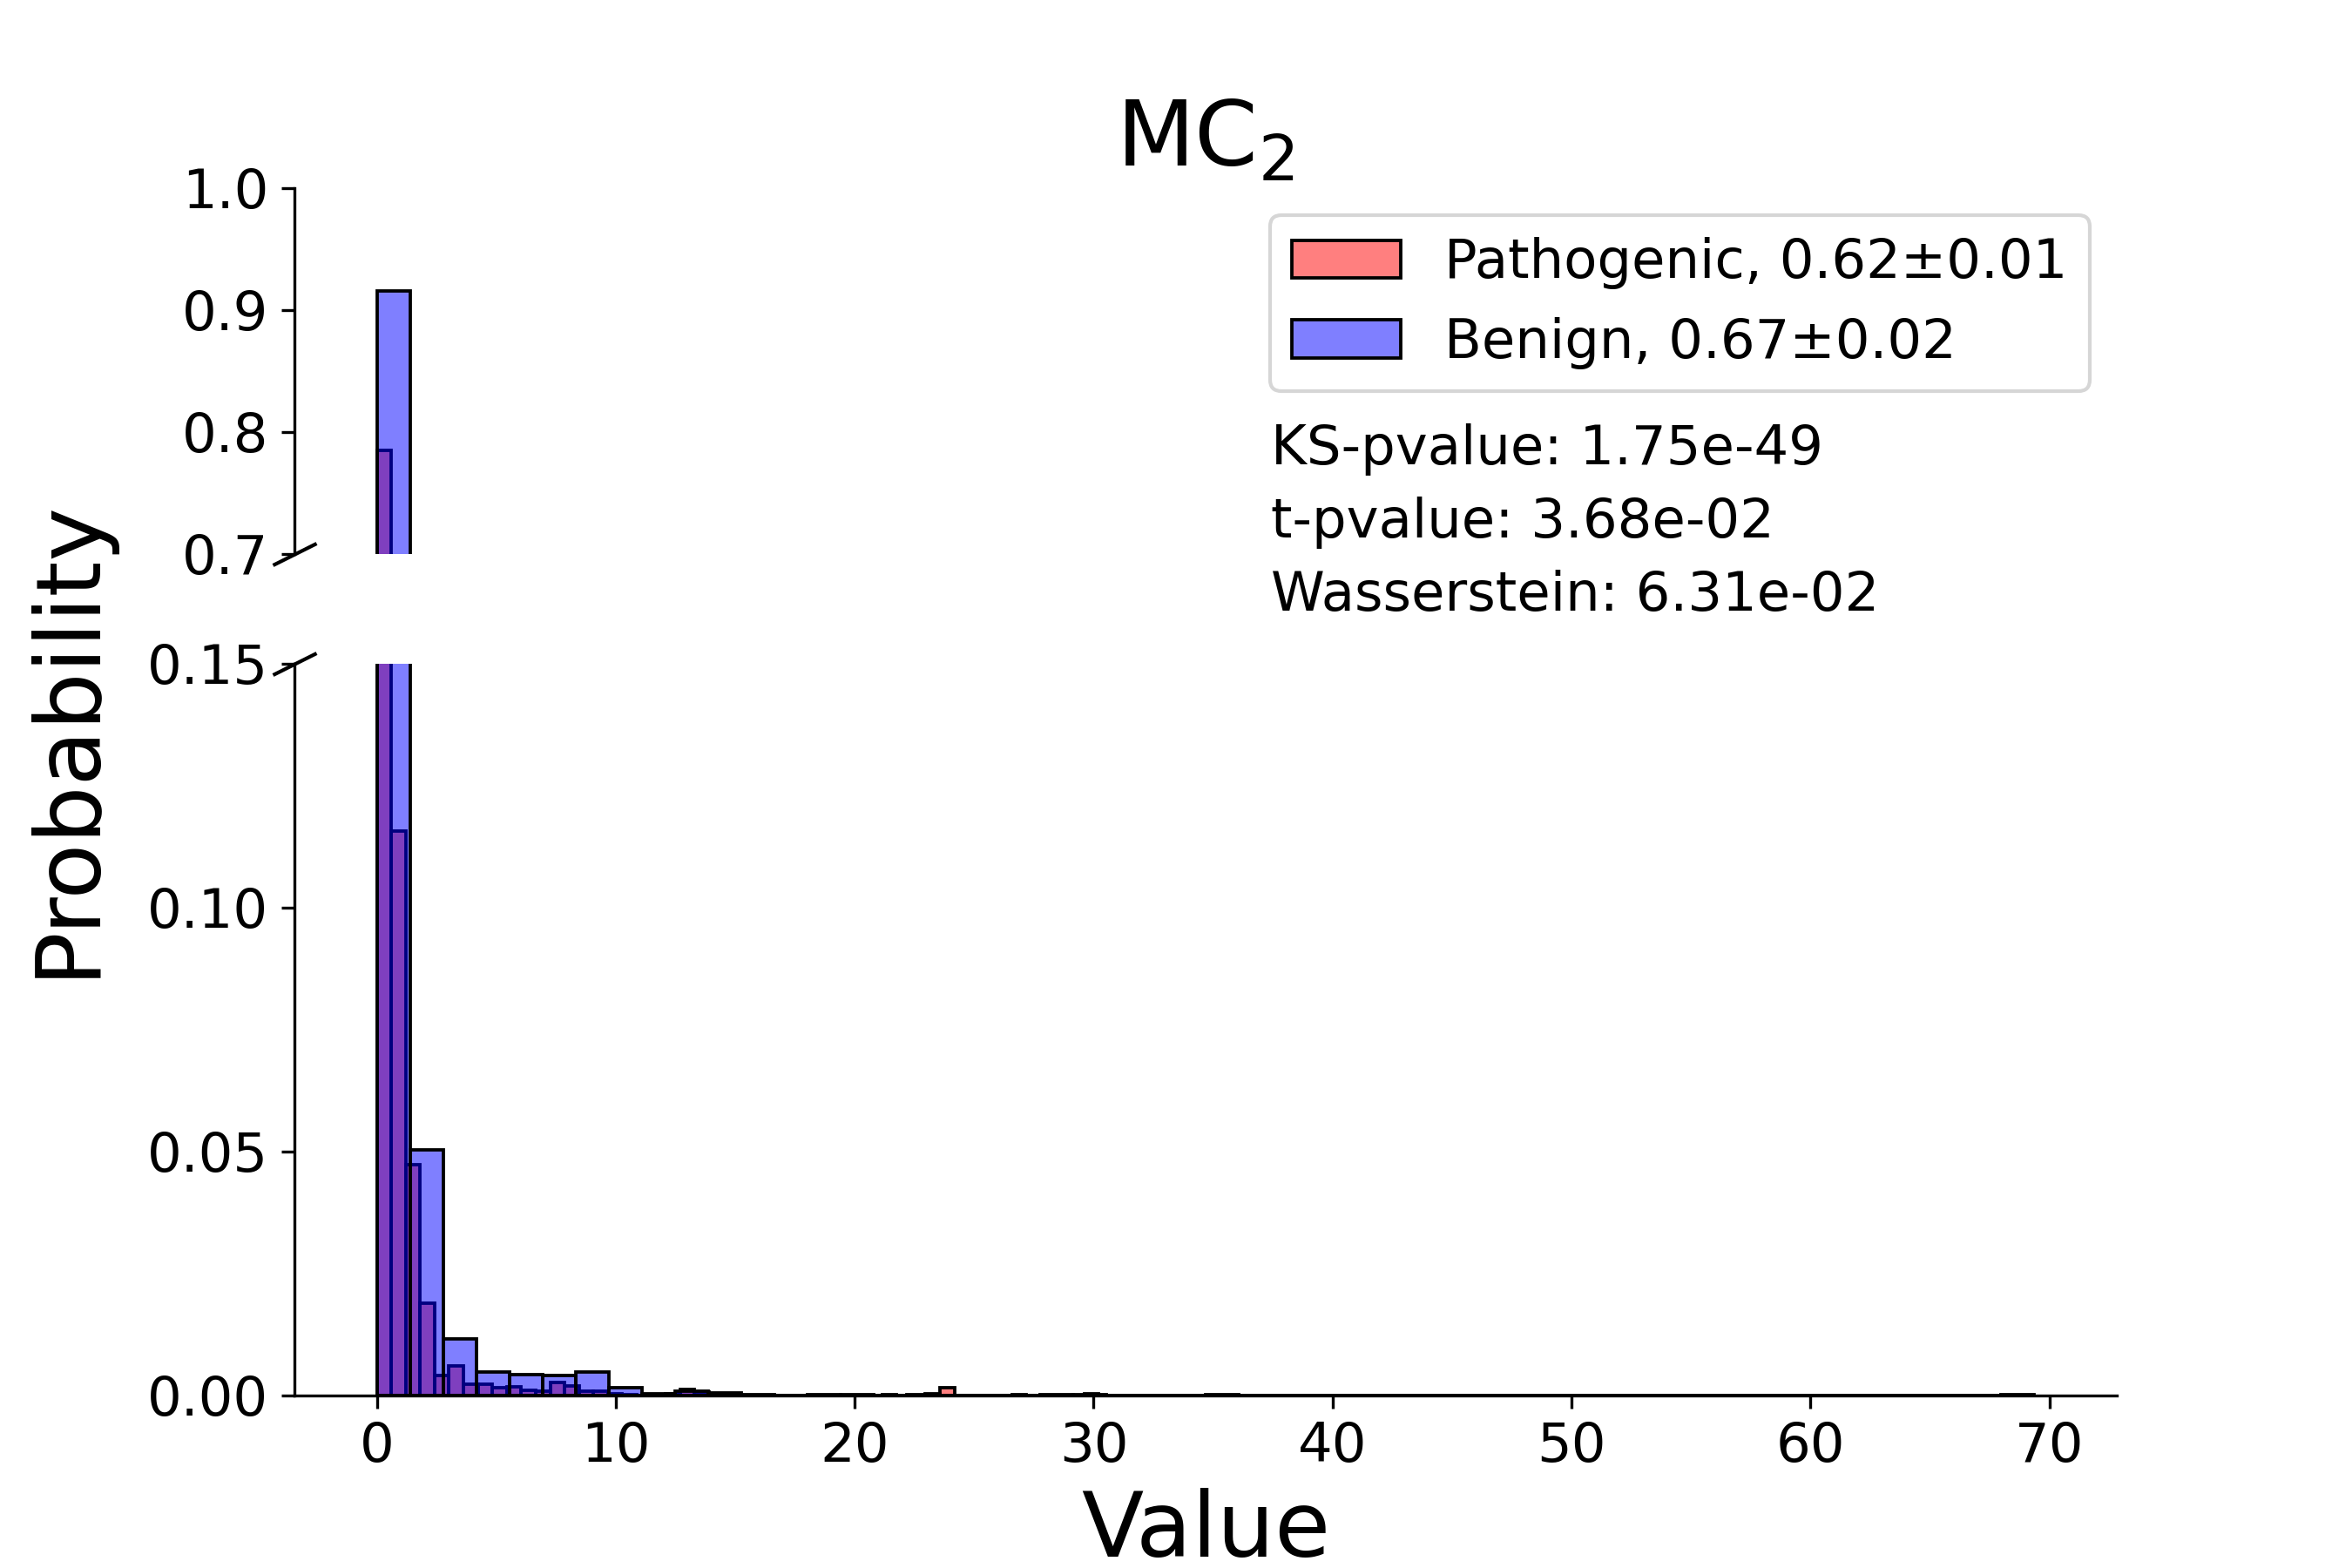 MC₂
Pathogenic, 0.62±0.01
Benign, 0.67±0.02
KS-pvalue: 1.75e-49
t-pvalue: 3.68e-02
Wasserstein: 6.31e-02
Probability
1.0
0.9
0.8
0.7
0.15
0.10
0.05
0.00
0 10 20 30 40 50 60 70
Value